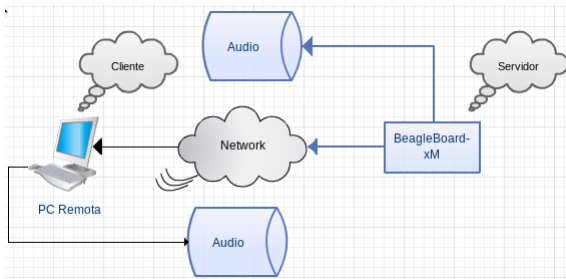 Audio
Cliente
Servidor
Network
BeagleBoard-
xM
PC Remota
Audio